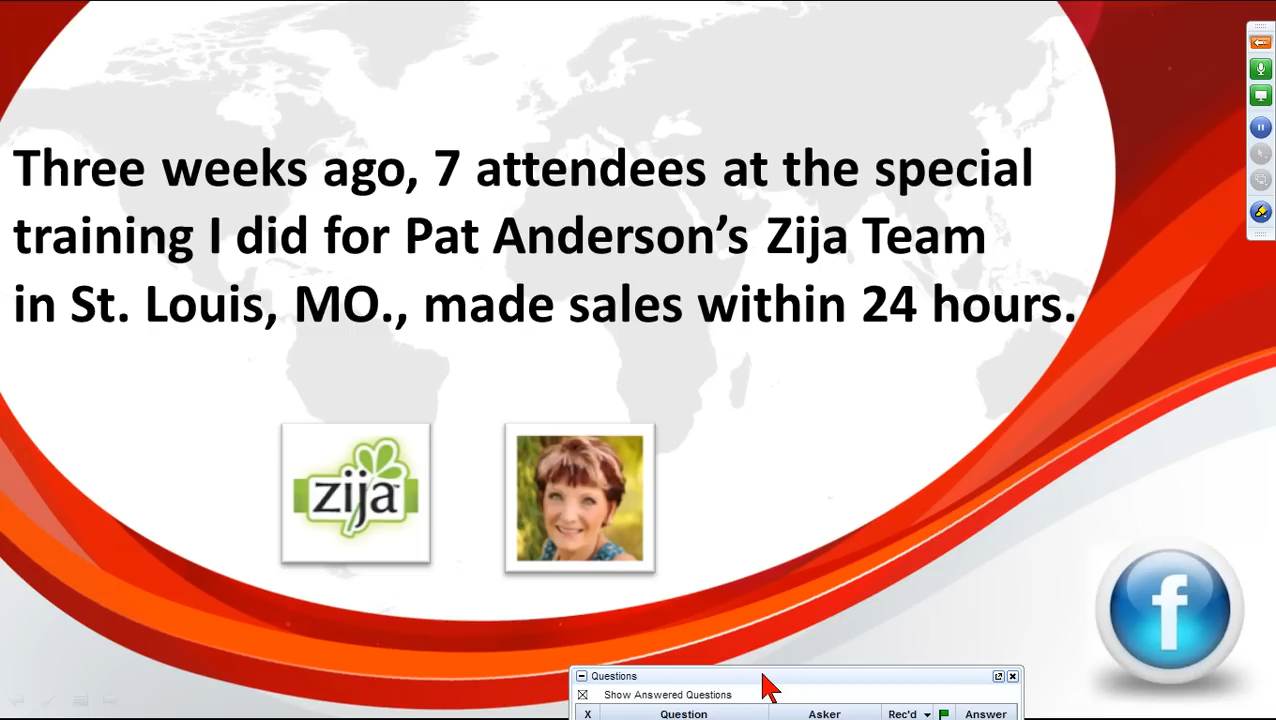 Three weeks ago, 7 attendees at the special
training I did for Pat Anderson’s Zija Team
in St. Louis, MO., made sales within 24 hours.
zija
f
Questions
Show Answered Questions
X Question Asker Rec'd Answer